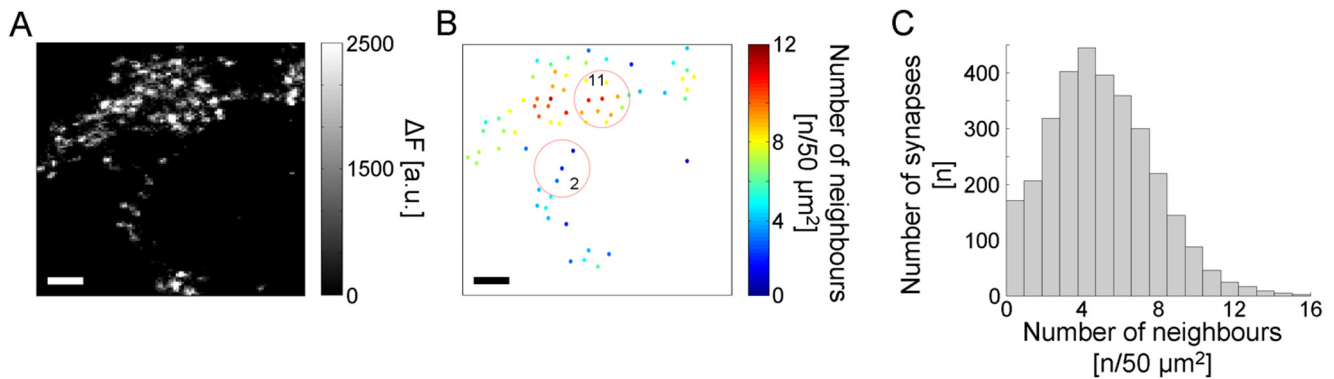 A
2500
1500
0
ΔF [a.u.]
B
11
2
12
8
4
0
Number of neighbours
[n/50 μm²]
C
Number of synapses
[n]
400
300
200
100
0
0 4 8 12 16
Number of neighbours
[n/50 μm²]